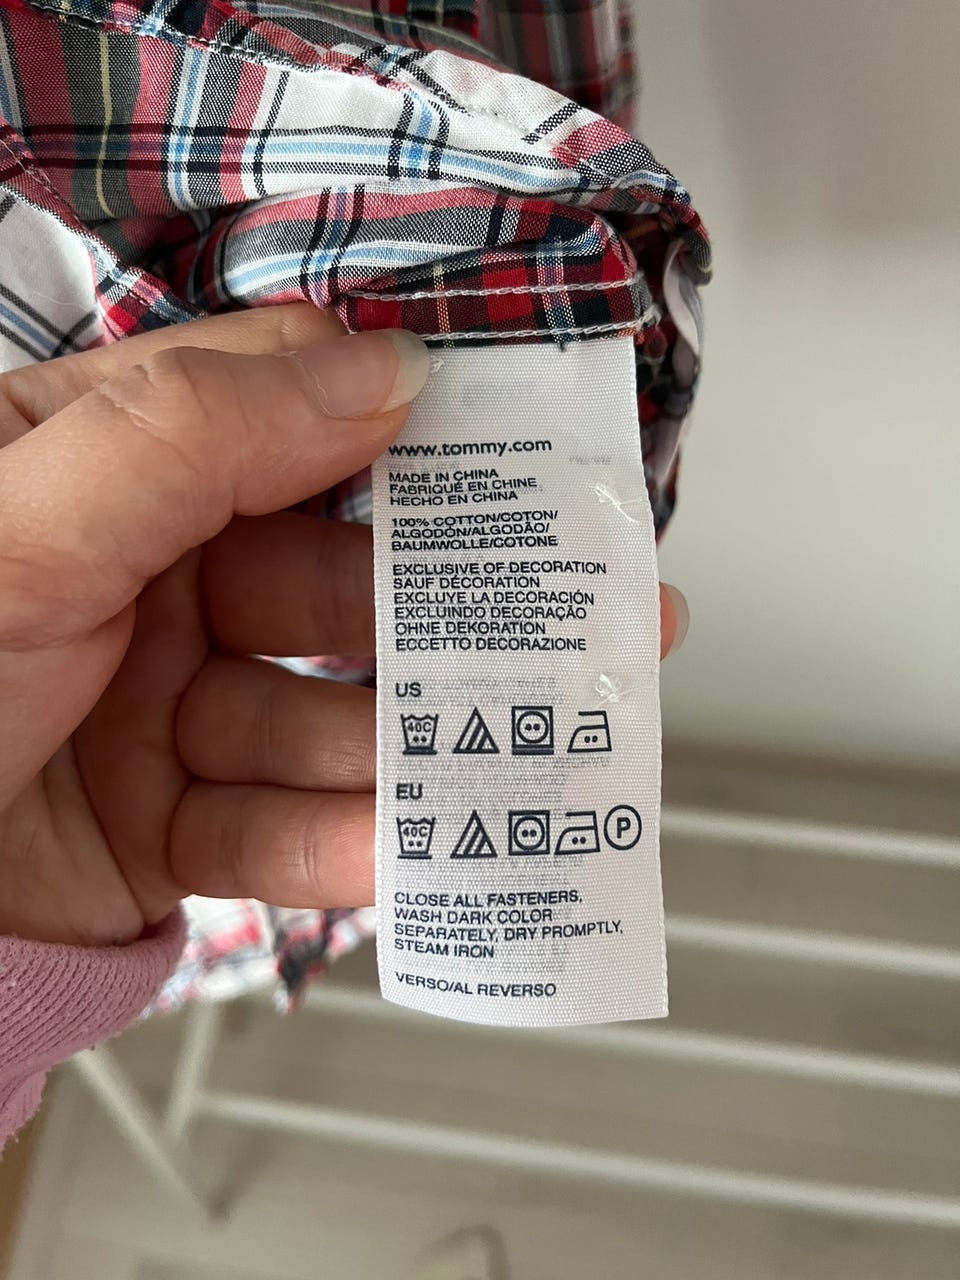 www.tommy.com
MADE IN CHINA
FABRIQUÉ EN CHINE
HECHO EN CHINA
100% COTTON/COTON/
ALGODÓN/ALGODÃO/
BAUMWOLLE/COTONE
EXCLUSIVE OF DECORATION
SAUF DÉCORATION
EXCLUYE LA DECORACIÓN
EXCLUINDO DECORAÇÃO
OHNE DEKORATION
ECCETTO DECORAZIONE
US
40C
EU
40C P
CLOSE ALL FASTENERS,
WASH DARK COLOR
SEPARATELY, DRY PROMPTLY,
STEAM IRON
VERSO/AL REVERSO